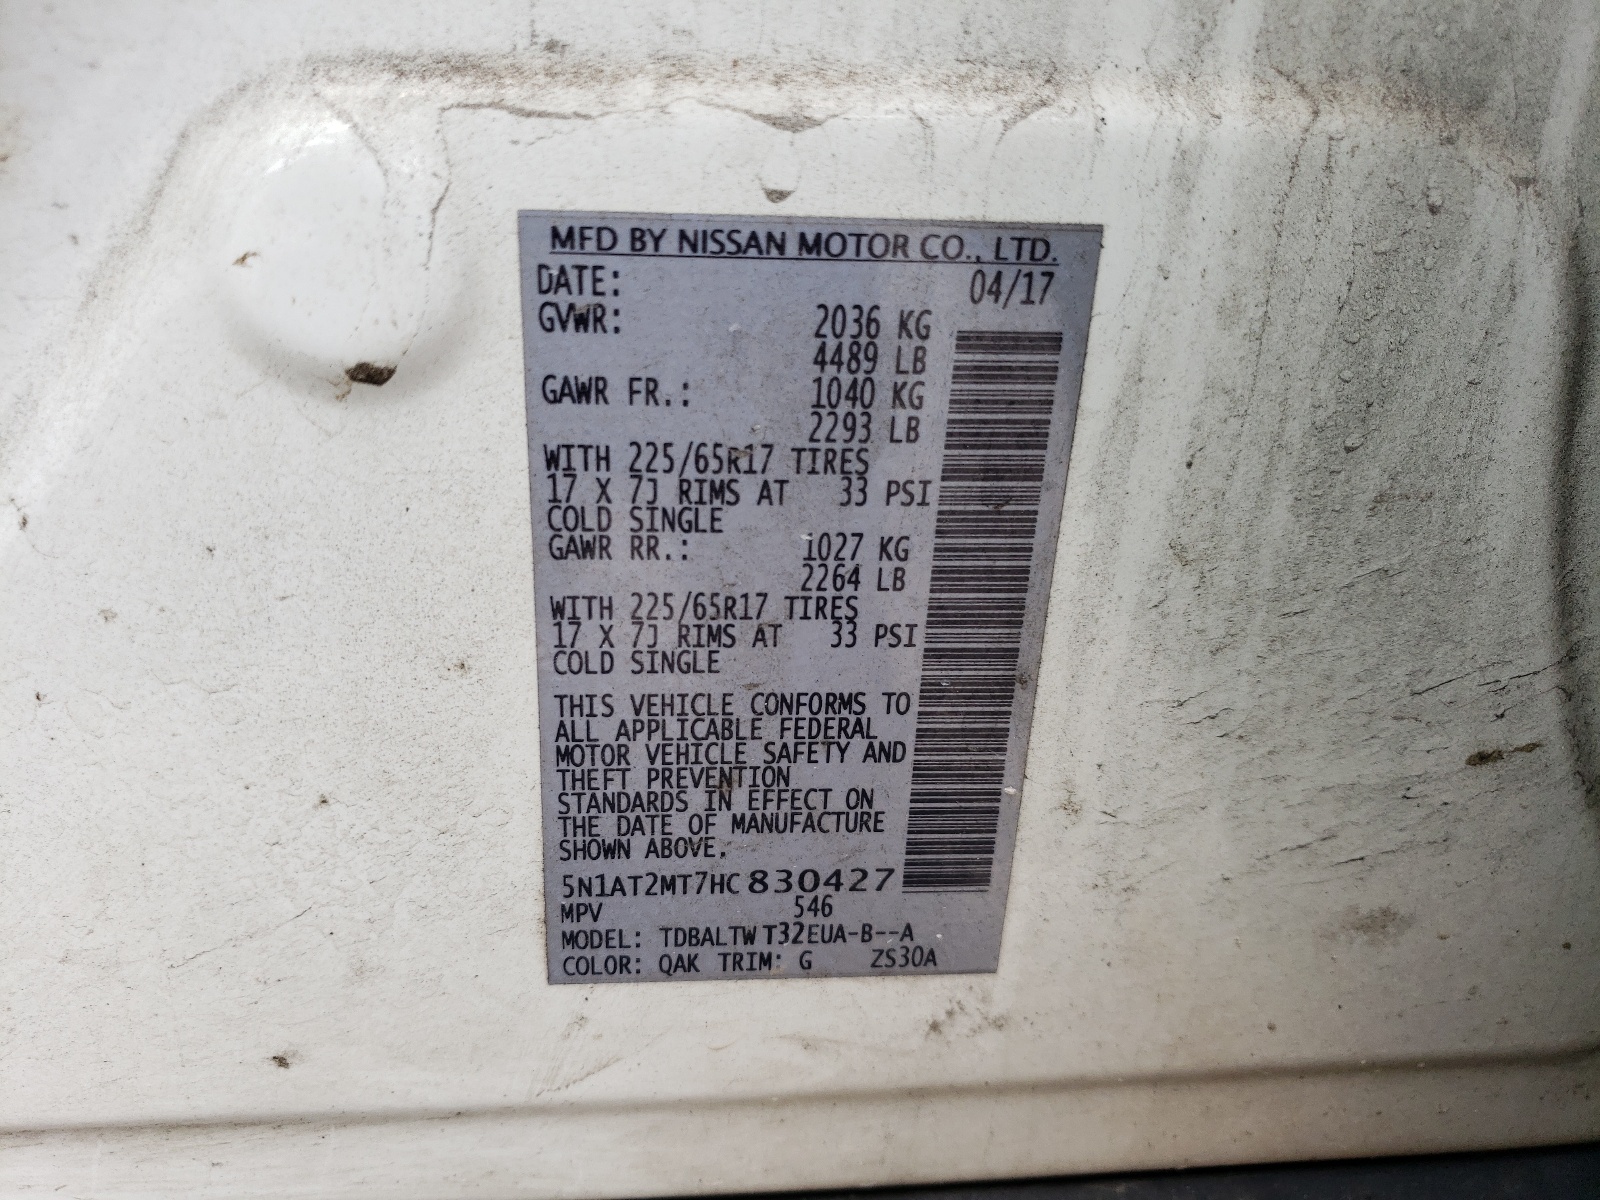 MFD BY NISSAN MOTOR CO., LTD.
DATE: 04/17
GVWR: 2036 KG
4489 LB
GAWR FR.: 1040 KG
2293 LB
WITH 225/65R17 TIRES
17 X 7J RIMS AT 33 PSI
COLD SINGLE
GAWR RR.: 1027 KG
2264 LB
WITH 225/65R17 TIRES
17 X 7J RIMS AT 33 PSI
COLD SINGLE
THIS VEHICLE CONFORMS TO
ALL APPLICABLE FEDERAL
MOTOR VEHICLE SAFETY AND
THEFT PREVENTION
STANDARDS IN EFFECT ON
THE DATE OF MANUFACTURE
SHOWN ABOVE.
5N1AT2MT7HC830427
MPV 546
MODEL: TDBALTW T32EUA-B--A
COLOR: QAK TRIM: G ZS30A